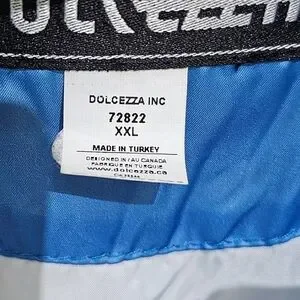 DOLCEZZA INC
72822
XXL
MADE IN TURKEY
DESIGNED IN / AU CANADA
FABRIQUE EN TURQUIE
www.dolcezza.ca